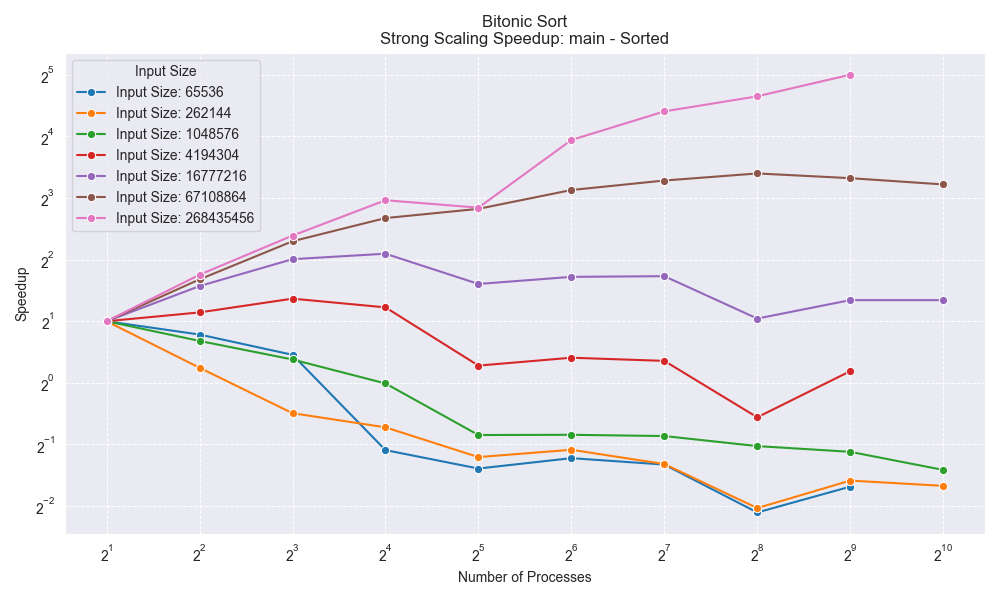 Bitonic Sort
Strong Scaling Speedup: main - Sorted
Input Size
Input Size: 65536
Input Size: 262144
Input Size: 1048576
Input Size: 4194304
Input Size: 16777216
Input Size: 67108864
Input Size: 268435456
Speedup
2^5
2^4
2^3
2^2
2^1
2^0
2^−1
2^−2
2^1 2^2 2^3 2^4 2^5 2^6 2^7 2^8 2^9 2^10
Number of Processes